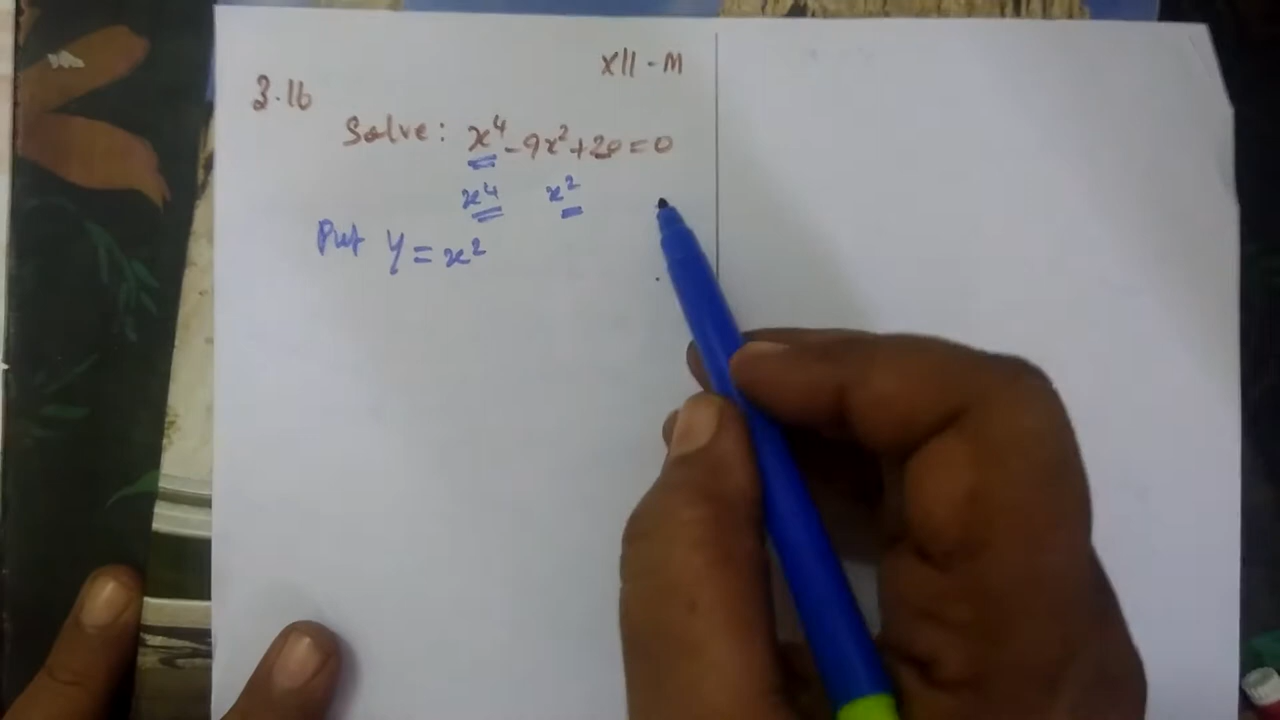 XII - M
3.16
Solve: x⁴ - 9x² + 20 = 0
x⁴ x²
Put y = x²